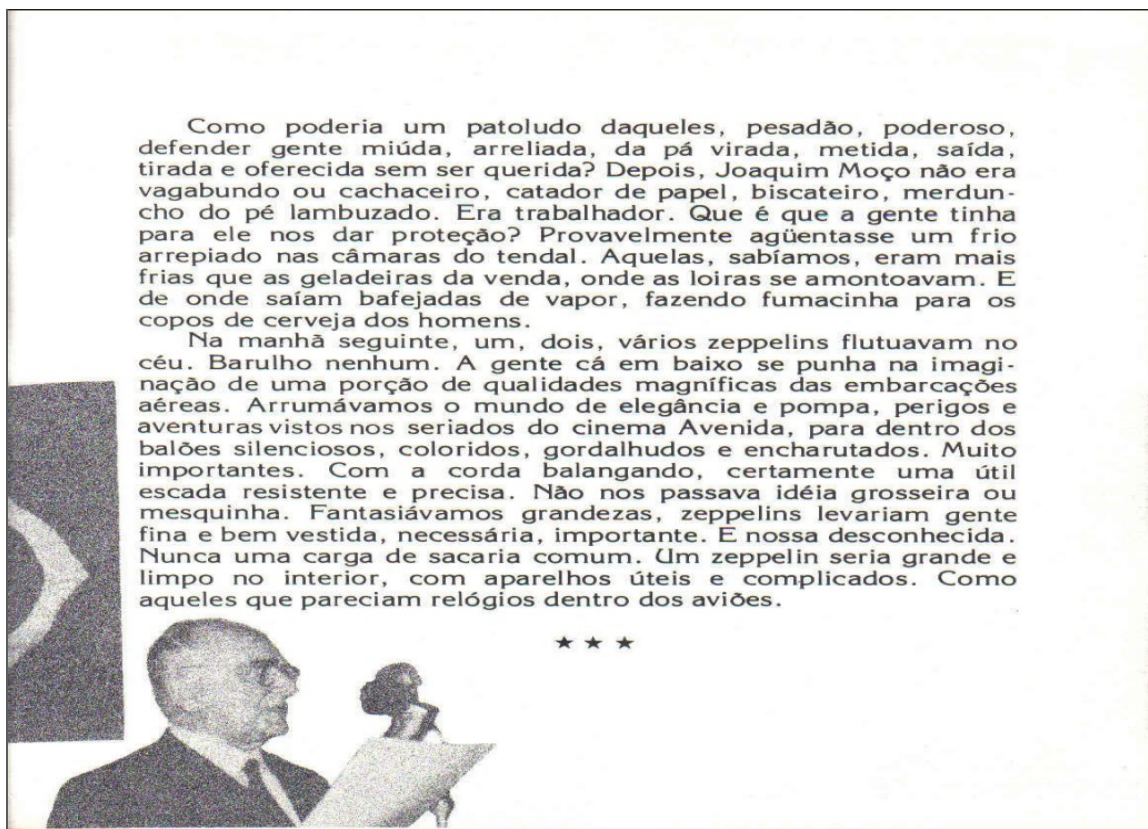 Como poderia um patoludo daqueles, pesadão, poderoso,
defender gente miúda, arreliada, da pá virada, metida, saída,
tirada e oferecida sem ser querida? Depois, Joaquim Moço não era
vagabundo ou cachaceiro, catador de papel, biscateiro, merdun-
cho do pé lambuzado. Era trabalhador. Que é que a gente tinha
para ele nos dar proteção? Provavelmente agüentasse um frio
arrepiado nas câmaras do tendal. Aquelas, sabíamos, eram mais
frias que as geladeiras da venda, onde as loiras se amontoavam. E
de onde saíam bafejadas de vapor, fazendo fumacinha para os
copos de cerveja dos homens.
Na manhã seguinte, um, dois, vários zeppelins flutuavam no
céu. Barulho nenhum. A gente cá em baixo se punha na imagi-
nação de uma porção de qualidades magníficas das embarcações
aéreas. Arrumávamos o mundo de elegância e pompa, perigos e
aventuras vistos nos seriados do cinema Avenida, para dentro dos
balões silenciosos, coloridos, gordalhudos e encharutados. Muito
importantes. Com a corda balangando, certamente uma útil
escada resistente e precisa. Não nos passava idéia grosseira ou
mesquinha. Fantasiávamos grandezas, zeppelins levariam gente
fina e bem vestida, necessária, importante. E nossa desconhecida.
Nunca uma carga de sacaria comum. Um zeppelin seria grande e
limpo no interior, com aparelhos úteis e complicados. Como
aqueles que pareciam relógios dentro dos aviões.
★ ★ ★